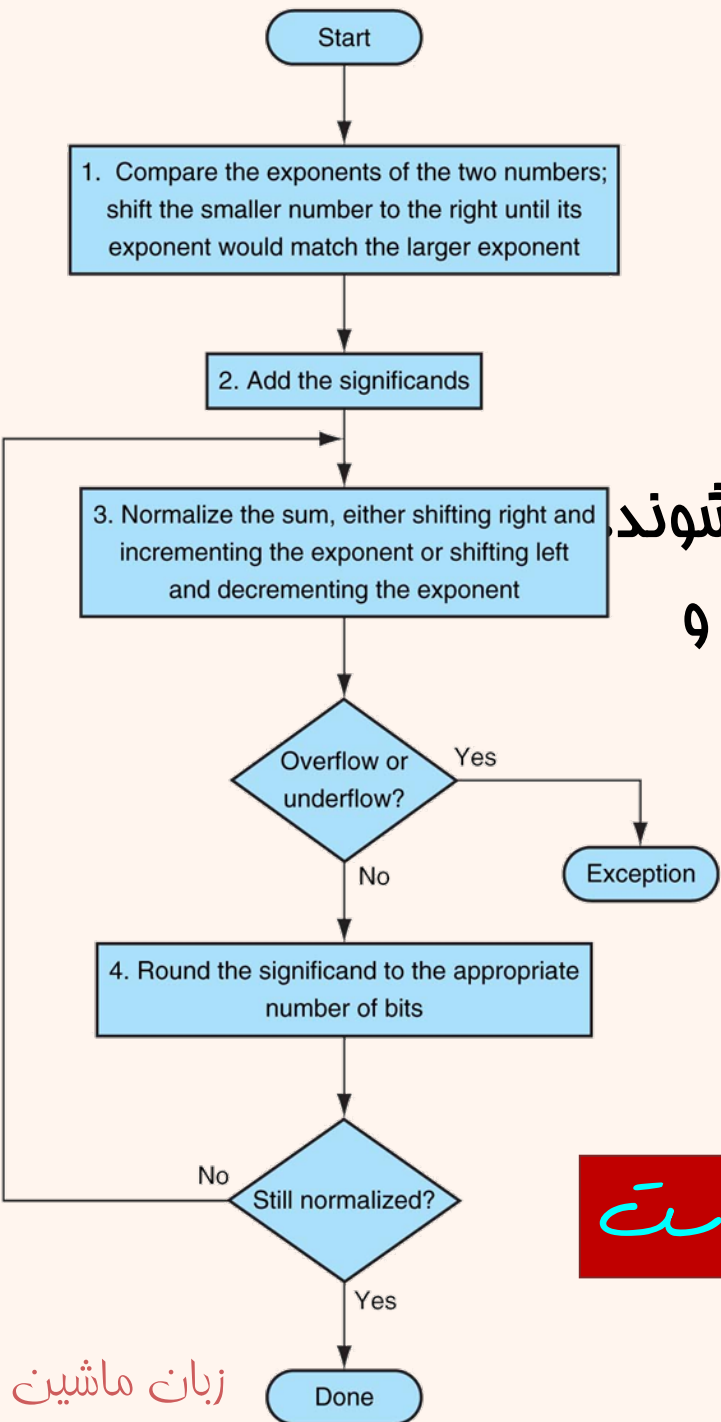 Start
1. Compare the exponents of the two numbers;
shift the smaller number to the right until its
exponent would match the larger exponent
2. Add the significands
3. Normalize the sum, either shifting right and
incrementing the exponent or shifting left
and decrementing the exponent
و
Overflow or
underflow?
Yes
No
Exception
4. Round the significand to the appropriate
number of bits
No
Still normalized?
Yes
زبان ماشین
Done